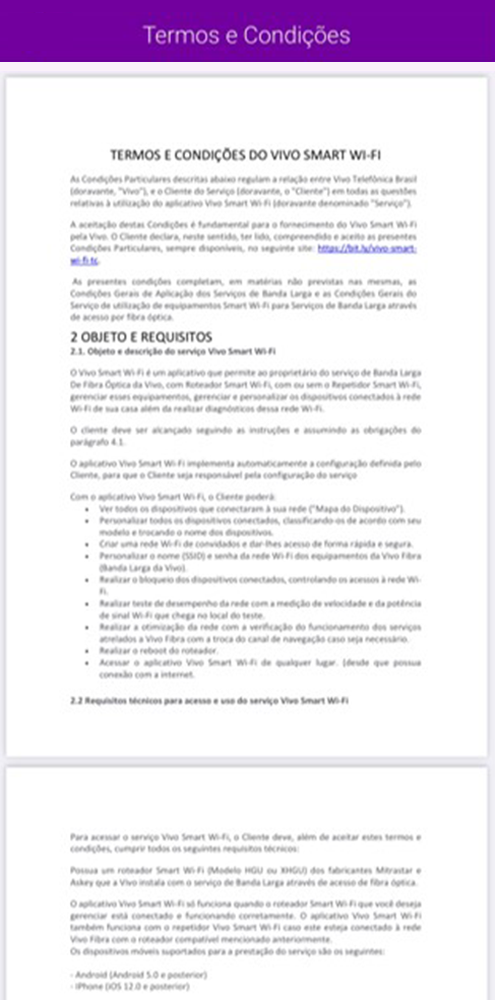 Termos e Condições
TERMOS E CONDIÇÕES DO VIVO SMART WI-FI
As Condições Particulares descritas abaixo regulam a relação entre Vivo Telefônica Brasil
(doravante, "Vivo"), e o Cliente do Serviço (doravante, o "Cliente") em todas as questões
relativas à utilização do aplicativo Vivo Smart Wi-Fi (doravante denominado "Serviço").
A aceitação destas Condições é fundamental para o fornecimento do Vivo Smart Wi-Fi
pela Vivo. O Cliente declara, neste sentido, ter lido, compreendido e aceito as presentes
Condições Particulares, sempre disponíveis, no seguinte site: https://bit.ly/vivo-smart-
wi-fi-tc.
As presentes condições completam, em matérias não previstas nas mesmas, as
Condições Gerais de Aplicação dos Serviços de Banda Larga e as Condições Gerais do
Serviço de utilização de equipamentos Smart Wi-Fi para Serviços de Banda Larga através
de acesso por fibra óptica.
2 OBJETO E REQUISITOS
2.1. Objeto e descrição do serviço Vivo Smart Wi-Fi
O Vivo Smart Wi-Fi é um aplicativo que permite ao proprietário do serviço de Banda Larga
De Fibra Óptica da Vivo, com Roteador Smart Wi-Fi, com ou sem o Repetidor Smart Wi-Fi,
gerenciar esses equipamentos, gerenciar e personalizar os dispositivos conectados à rede
Wi-Fi de sua casa além da realizar diagnósticos dessa rede Wi-Fi.
O cliente deve ser alcançado seguindo as instruções e assumindo as obrigações do
parágrafo 4.1.
O aplicativo Vivo Smart Wi-Fi implementa automaticamente a configuração definida pelo
Cliente, para que o Cliente seja responsável pela configuração do serviço
Com o aplicativo Vivo Smart Wi-Fi, o Cliente poderá:
• Ver todos os dispositivos que conectaram à sua rede ("Mapa do Dispositivo").
• Personalizar todos os dispositivos conectados, classificando-os de acordo com seu
modelo e trocando o nome dos dispositivos.
• Criar uma rede Wi-Fi de convidados e dar-lhes acesso de forma rápida e segura.
• Personalizar o nome (SSID) e senha da rede Wi-Fi dos equipamentos da Vivo Fibra
(Banda Larga da Vivo).
• Realizar o bloqueio dos dispositivos conectados, controlando os acessos à rede Wi-
Fi.
• Realizar teste de desempenho da rede com a medição de velocidade e da potência
de sinal Wi-Fi que chega no local do teste.
• Realizar a otimização da rede com a verificação do funcionamento dos serviços
atrelados a Vivo Fibra com a troca do canal de navegação caso seja necessário.
• Realizar o reboot do roteador.
• Acessar o aplicativo Vivo Smart Wi-Fi de qualquer lugar. (desde que possua
conexão com a internet.
2.2 Requisitos técnicos para acesso e uso do serviço Vivo Smart Wi-Fi
Para acessar o serviço Vivo Smart Wi-Fi, o Cliente deve, além de aceitar estes termos e
condições, cumprir todos os seguintes requisitos técnicos:
Possua um roteador Smart Wi-Fi (Modelo HGU ou XHGU) dos fabricantes Mitrastar e
Askey que a Vivo instala com o serviço de Banda Larga através de acesso de fibra óptica.
O aplicativo Vivo Smart Wi-Fi só funciona quando o roteador Smart Wi-Fi que você deseja
gerenciar está conectado e funcionando corretamente. O aplicativo Vivo Smart Wi-Fi
também funciona com o repetidor Vivo Smart Wi-Fi caso este esteja conectado à rede
Vivo Fibra com o roteador compatível mencionado anteriormente.
Os dispositivos móveis suportados para a prestação do serviço são os seguintes:
- Android (Android 5.0 e posterior)
- IPhone (iOS 12.0 e posterior)